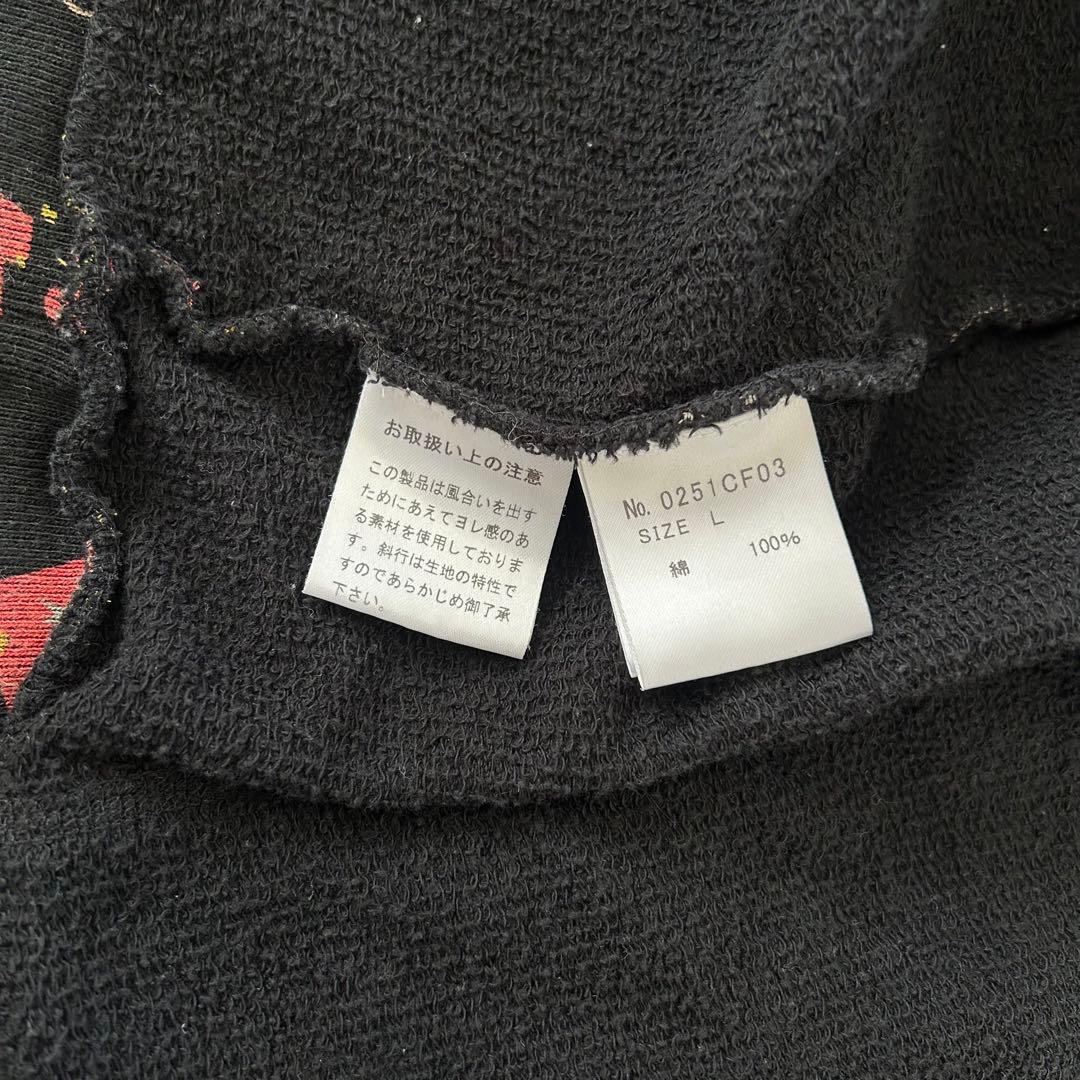 お取扱い上の注意
この製品は風合いを出す
ためにあえてヨレ感のあ
る素材を使用しておりま
す。斜行は生地の特性で
すのであらかじめ御了承
下さい。
No. 0251CF03
SIZE L
綿 100%